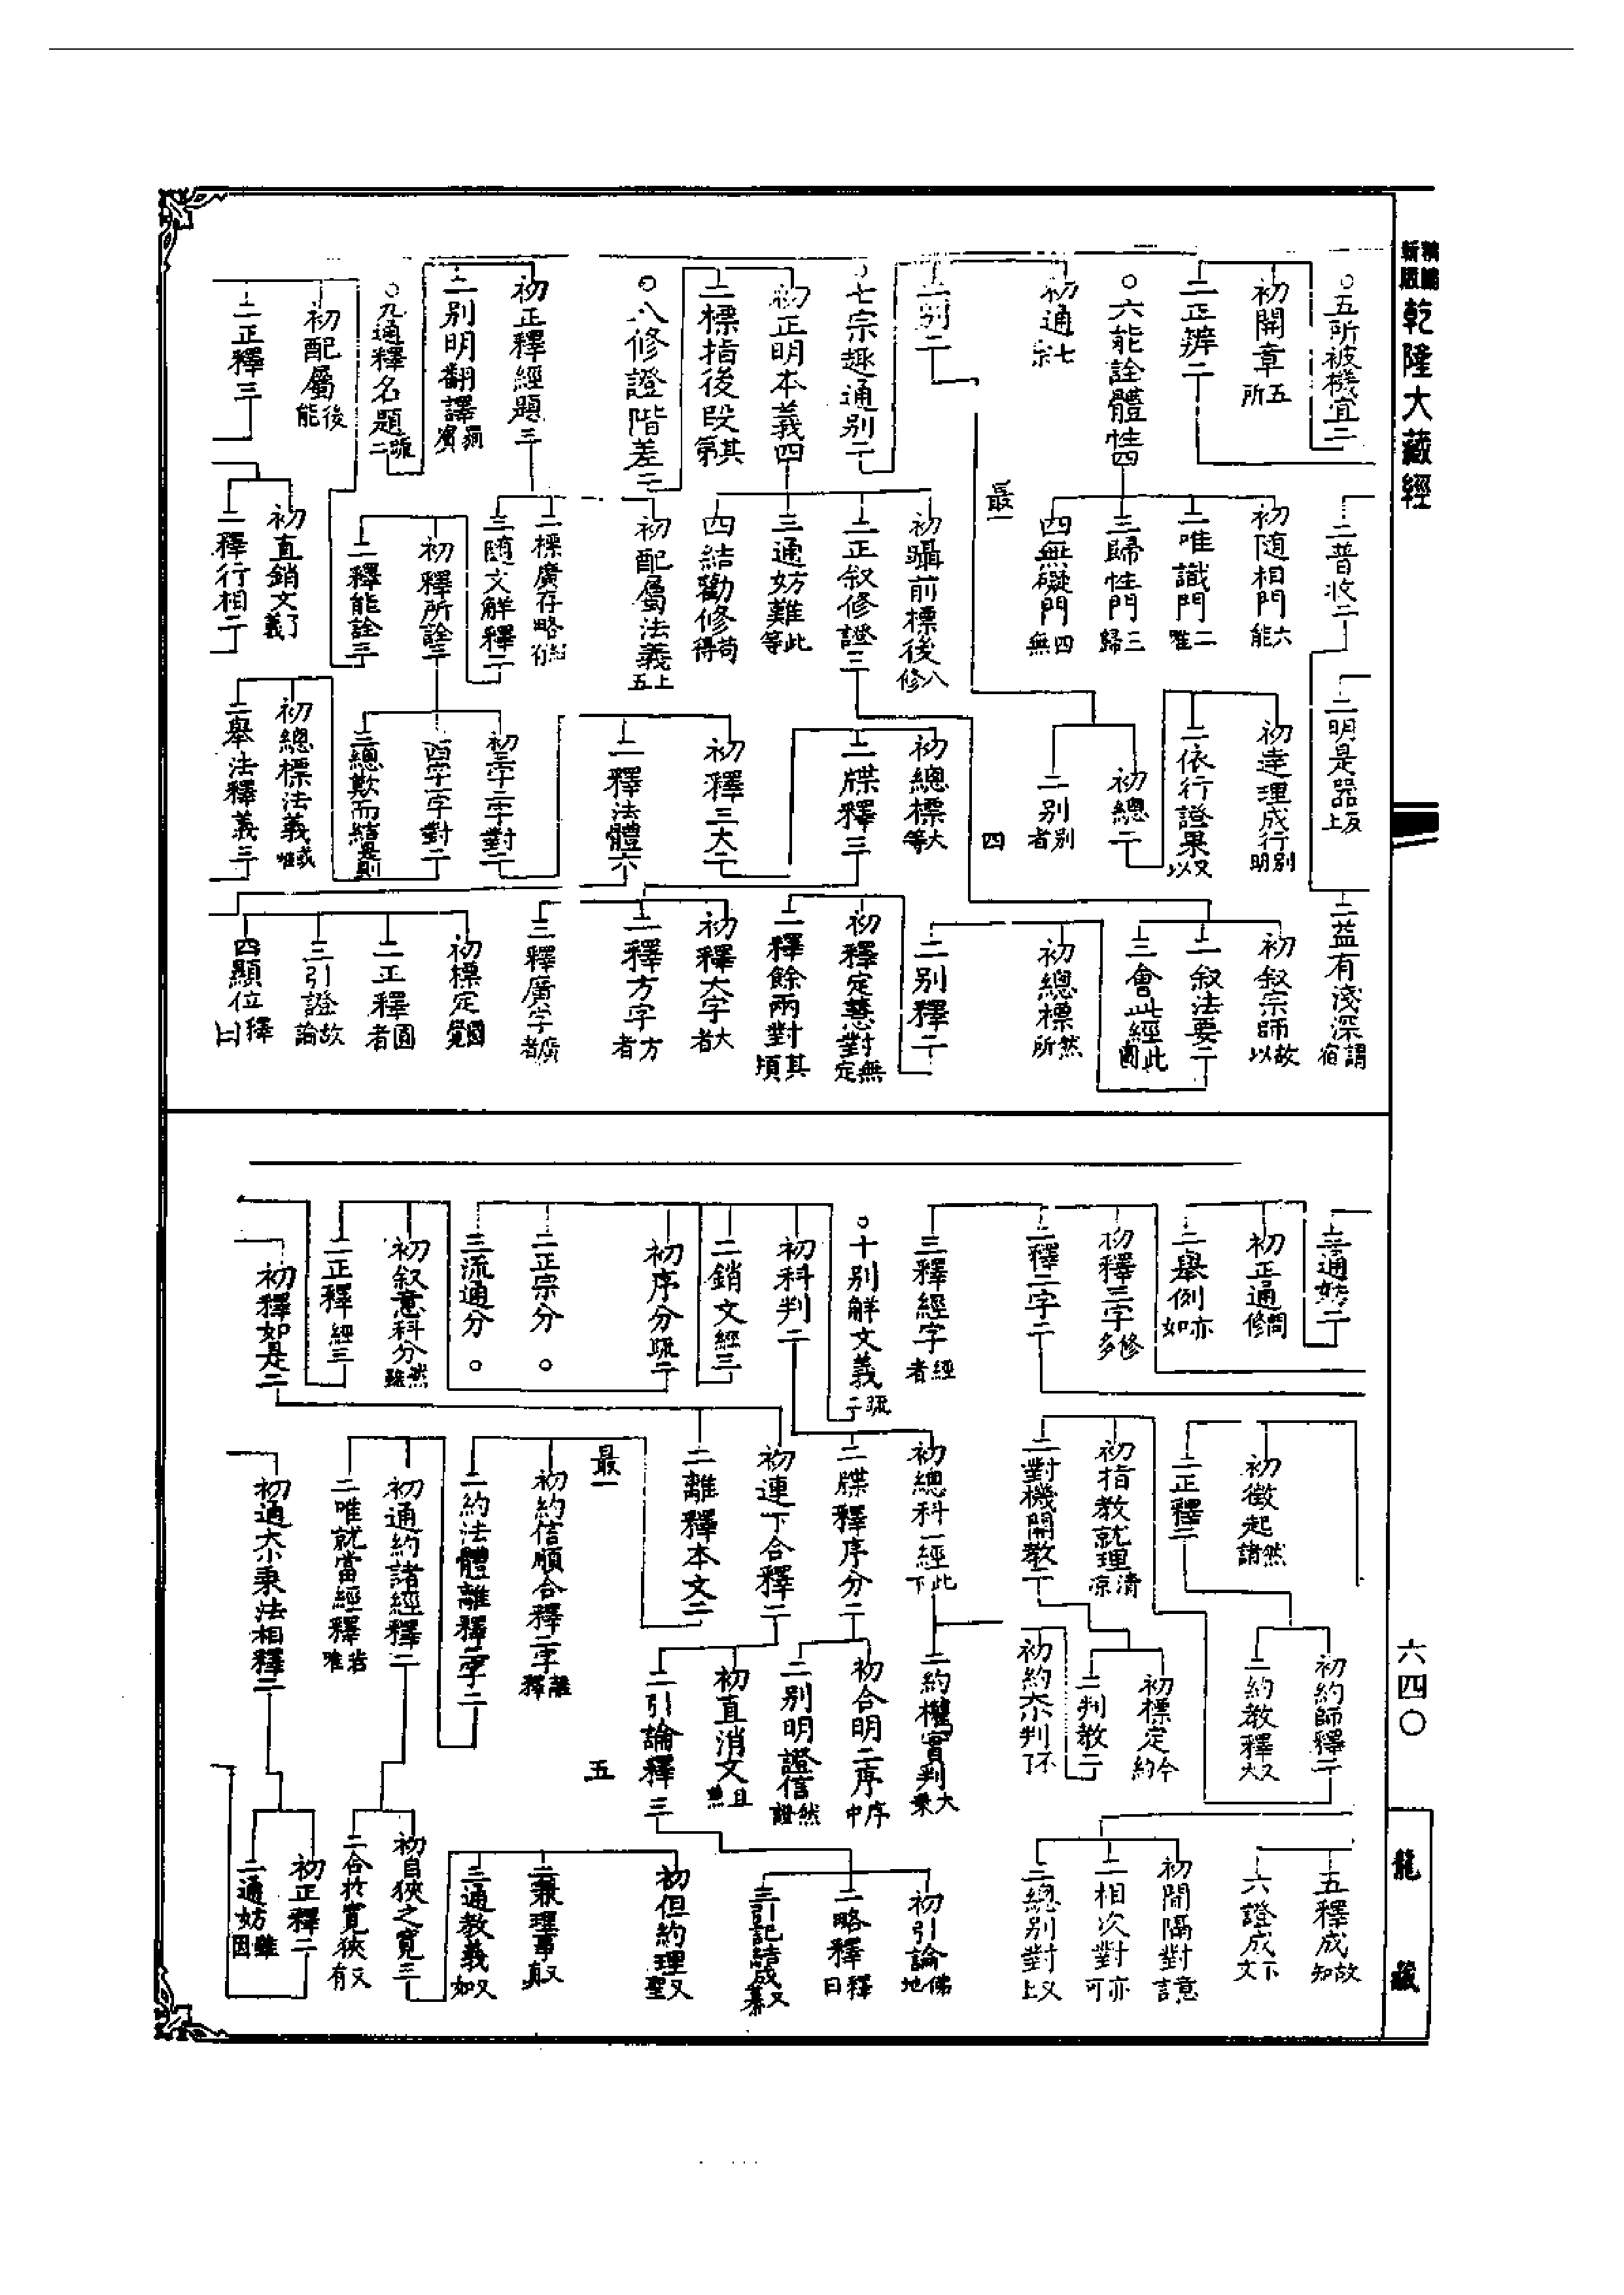 新編
新版
乾隆大藏經
○五所被機宜二
初開章五所
二正辨二
○六能詮體性四
初通七宗
二別二
○七宗趣通別二
初正明本義四
二標指後段其第
○八修證階差三
初正釋經題三
二別明翻譯
○九通釋名題疏二
初配屬後能
二正釋三
二普收二
初隨相門六能
二唯識門二唯
三歸性門三歸
四無礙門四無
最一
初躡前標後八修
二正敘修證三
三通妨難此等
四結勸修苟得
初配屬法義上五
二標廣存略
三隨文解釋二
初釋所詮三
二釋能詮三
初直銷文義了
二釋行相二
二明是器反上
初達理成行別明
二依行證果又以
初總二
二別別者
四
初總標大等
二牒釋三
初釋三大二
二釋法體六
初二字二字對二
二四字字對二
三總歎而結是則
初總標法義或唯
二舉法釋義三
二益有淺深謂宿
初敘宗師故以
二敘法要二
三會此經此圓
初總標然所
二別釋二
初釋定慧對無定
二釋餘兩對其項
初釋大字大者
二釋方字方者
三釋廣字廣者
初標定圓覺
二正釋圓者
三引證故論
四顯位釋曰
三通妨二
初正通問修
二舉例亦如
初釋三字修多
二釋二字二
三釋經字經者
○十別解文義疏二
初科判二
二銷文經三
初序分疏二
二正宗分○
三流通分○
初敘意科分然雖
二正釋經三
初釋如是二
初徵起然諸
二正釋二
初指教就理清涼
二對機開教二
初總科一經此下
二牒釋序分二
初連下合釋二
二離釋本文二
最一
初約信順合釋二字離釋
二約法體離釋二字二
初通約諸經釋二
二唯就當經釋若唯
初通大小乘法相釋二
初約師釋二
二約教釋又大
初標定今約
二判教二
初約
二約權實判大乘
初合明二序序中
二別明證信然證
初直消文且
二引論釋三
五
五釋成故知
六證成下文
初間隔對意言
二相次對亦可
三總別對又上
初引論佛地
二略釋釋曰
三引記結成又
初但約理又聖
二兼理事又真
三通教義又如
初自狹之寬三
二合於寬狹又有
初正釋二
二通妨雖因
六四〇
龍藏